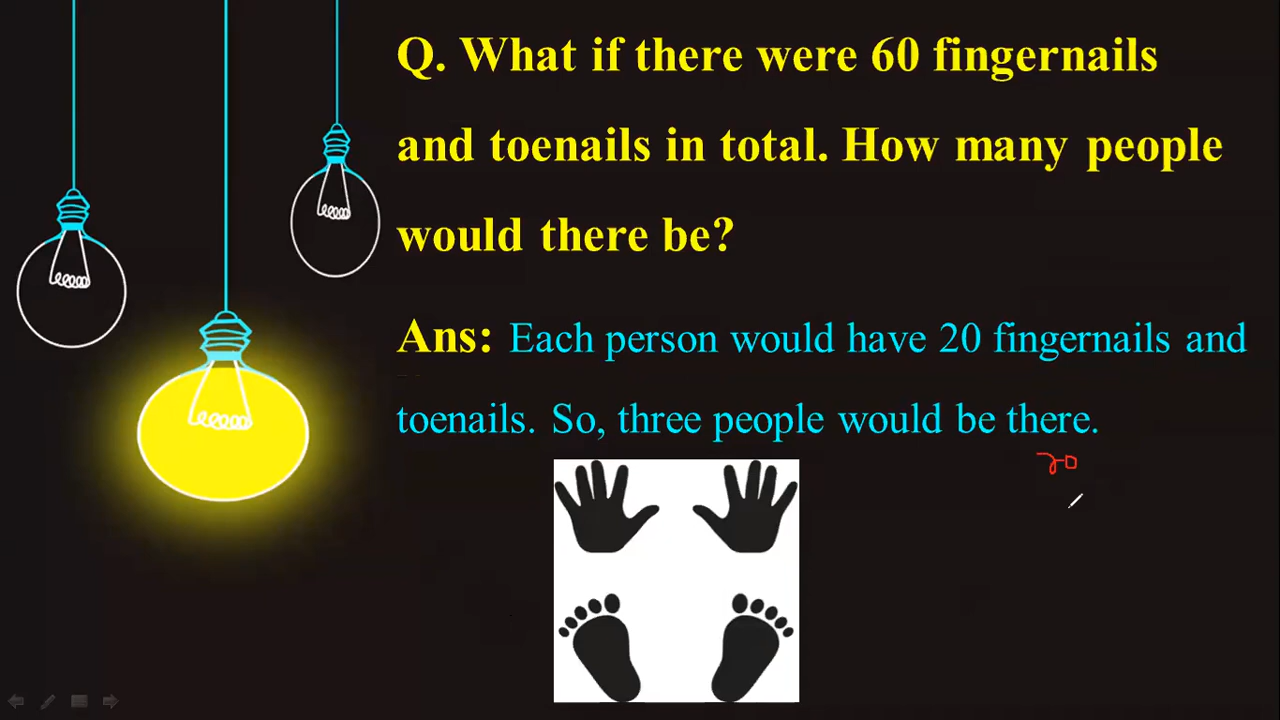 Q. What if there were 60 fingernails
and toenails in total. How many people
would there be?
Ans: Each person would have 20 fingernails and
toenails. So, three people would be there.
20